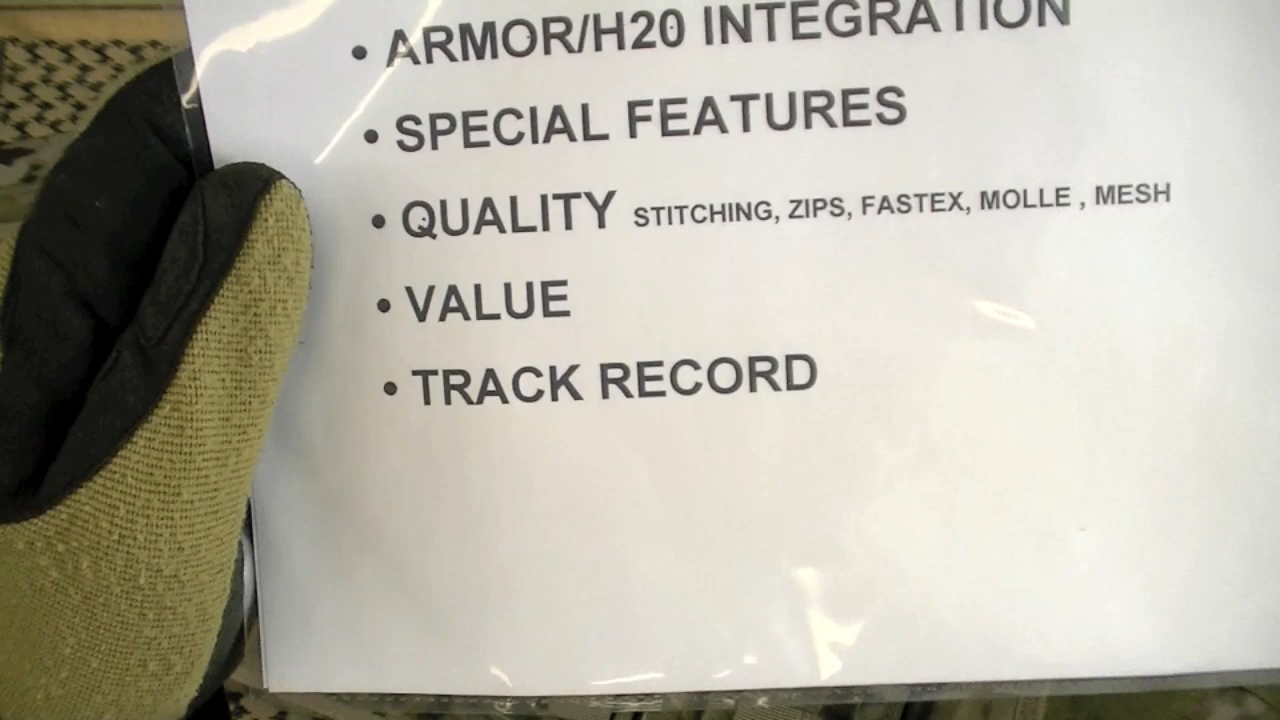 • ARMOR/H20 INTEGRATION
• SPECIAL FEATURES
• QUALITY STITCHING, ZIPS, FASTEX, MOLLE , MESH
• VALUE
• TRACK RECORD